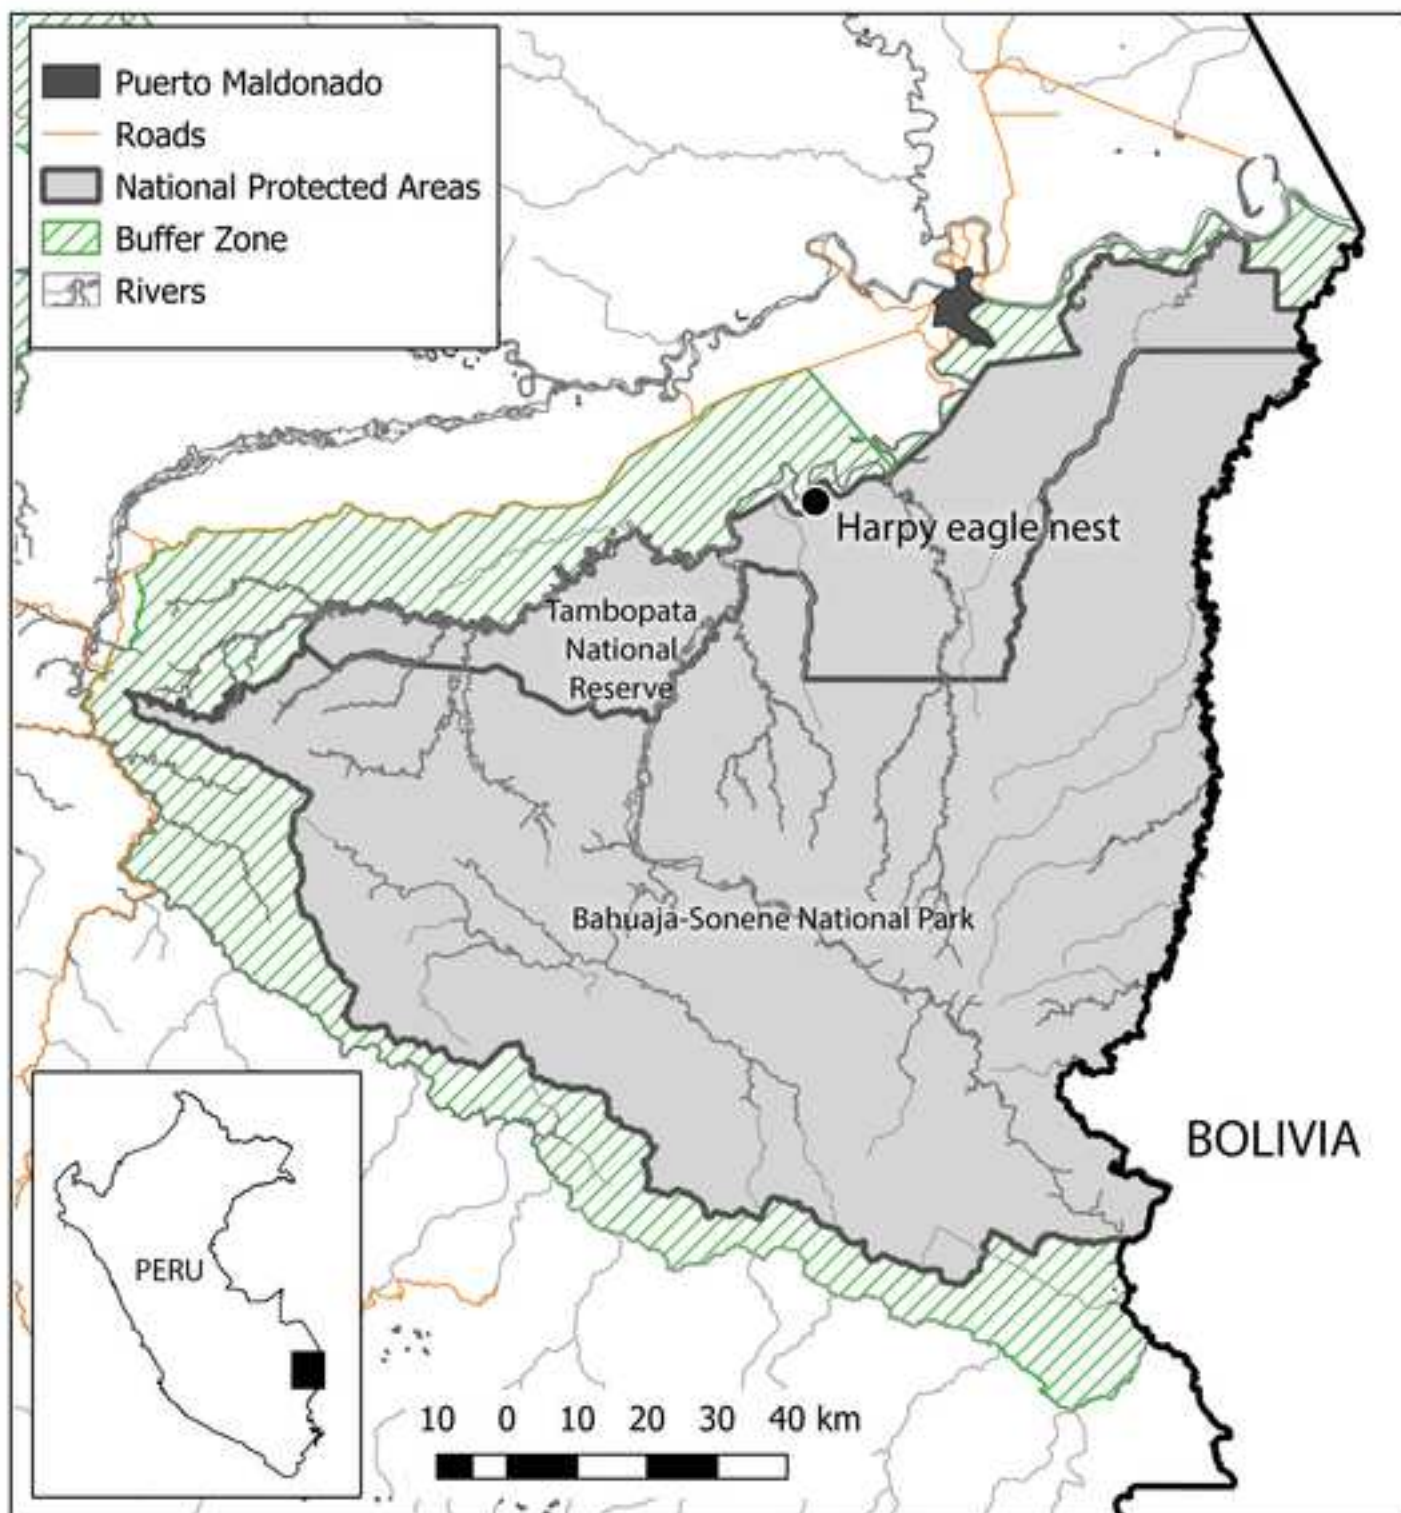 Puerto Maldonado
Roads
National Protected Areas
Buffer Zone
Rivers
Harpy eagle nest
Tambopata
National
Reserve
Bahuaja-Sonene National Park
BOLIVIA
PERU
10 0 10 20 30 40 km